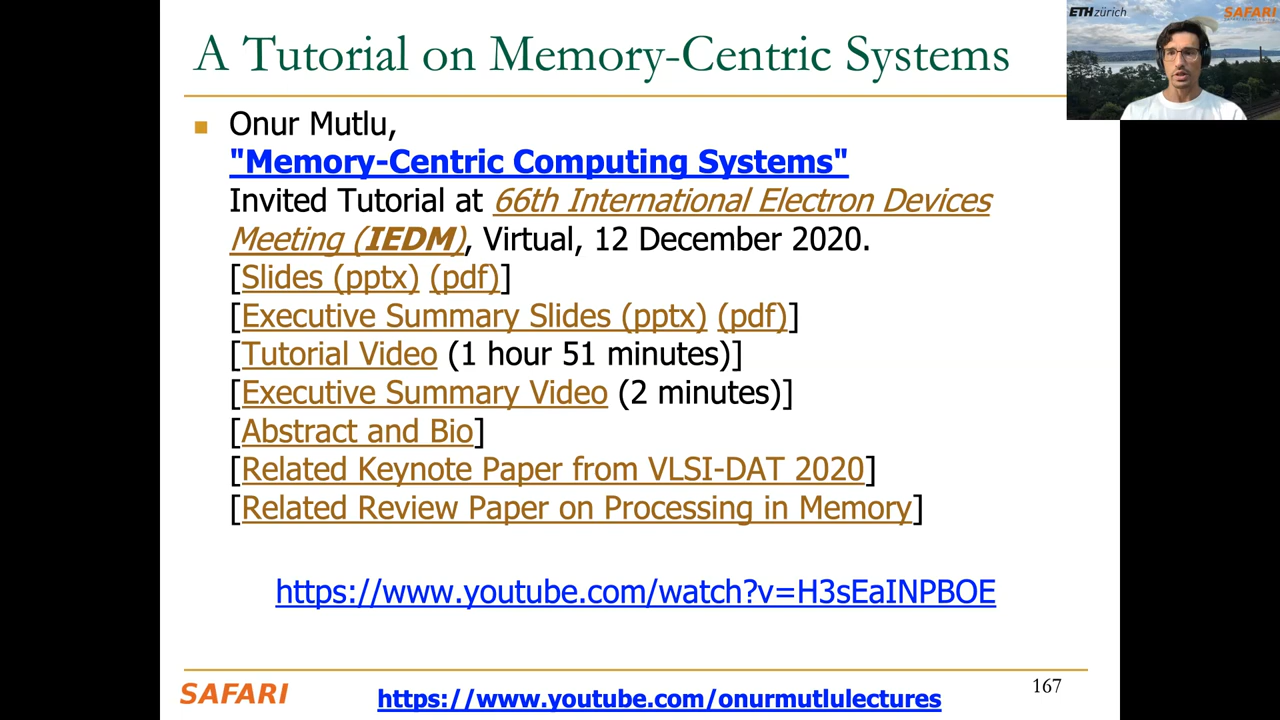 A Tutorial on Memory-Centric Systems
ETH zürich
SAFARI
Onur Mutlu,
"Memory-Centric Computing Systems"
Invited Tutorial at 66th International Electron Devices
Meeting (IEDM), Virtual, 12 December 2020.
[Slides (pptx) (pdf)]
[Executive Summary Slides (pptx) (pdf)]
[Tutorial Video (1 hour 51 minutes)]
[Executive Summary Video (2 minutes)]
[Abstract and Bio]
[Related Keynote Paper from VLSI-DAT 2020]
[Related Review Paper on Processing in Memory]
https://www.youtube.com/watch?v=H3sEaINPBOE
SAFARI
https://www.youtube.com/onurmutlulectures
167